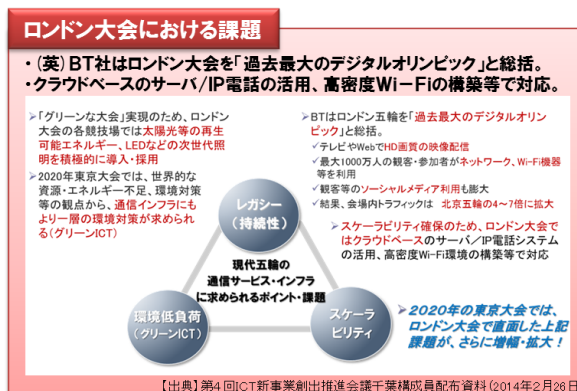 ロンドン大会における課題
・(英)BT社はロンドン大会を「過去最大のデジタルオリンピック」と総括。
・クラウドベースのサーバ/IP電話の活用、高密度Wi-Fiの構築等で対応。
➢「グリーンな大会」実現のため、ロンドン
大会の各競技場では太陽光等の再生
可能エネルギー、LEDなどの次世代照
明を積極的に導入・採用
➢2020年東京大会では、世界的な
資源・エネルギー不足、環境対策
等の観点から、通信インフラにも
より一層の環境対策が求められ
る(グリーンICT)
➢BTはロンドン五輪を「過去最大のデジタルオリン
ピック」と総括。
✓テレビやWebでHD画質の映像配信
✓最大1000万人の観客・参加者がネットワーク、Wi-Fi機器
等を利用
✓観客等のソーシャルメディア利用も膨大
✓結果、会場内トラフィックは 北京五輪の4～7倍に拡大
➢スケーラビリティ確保のため、ロンドン大会で
はクラウドベースのサーバ/IP電話システム
の活用、高密度Wi-Fi環境の構築等で対応
レガシー
(持続性)
現代五輪の
通信サービス・インフラ
に求められるポイント・課題
環境低負荷
(グリーンICT)
スケーラ
ビリティ
➢2020年の東京大会では、
ロンドン大会で直面した上記
課題が、さらに増幅・拡大！
【出典】第4回ICT新事業創出推進会議千葉構成員配布資料(2014年2月26日